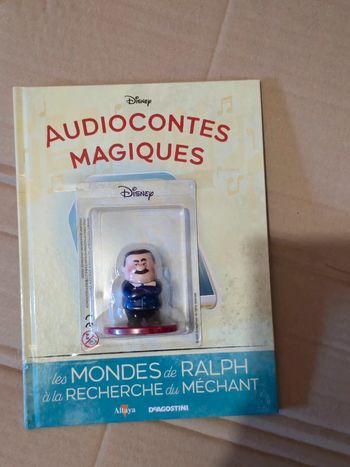 Disney
AUDIOCONTES
MAGIQUES
Disney
les MONDES de RALPH
à la RECHERCHE du MÉCHANT
Altaya
DeAGOSTINI